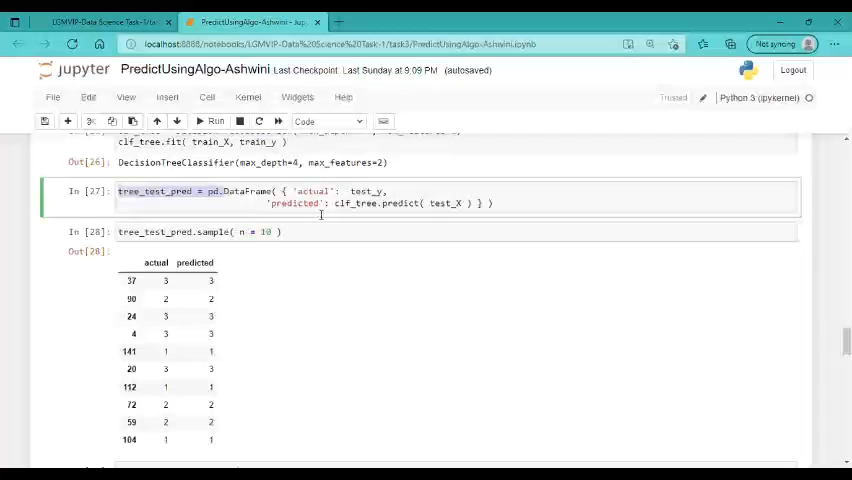 LGMVIP-Data Science Task-1/tas
PredictUsingAlgo-Ashwini - Jup
localhost:8888/notebooks/LGMVIP-Data%20Science%20Task-1/task3/PredictUsingAlgo-Ashwini.ipynb
Not syncing
jupyter PredictUsingAlgo-Ashwini Last Checkpoint: Last Sunday at 9:09 PM (autosaved)
Logout
File Edit View Insert Cell Kernel Widgets Help
Trusted
Python 3 (ipykernel)
Run
Code
clf_tree.fit( train_X, train_y )
Out[26]: DecisionTreeClassifier(max_depth=4, max_features=2)
In [27]: tree_test_pred = pd.DataFrame( { 'actual': test_y,
'predicted': clf_tree.predict( test_X ) } )
In [28]: tree_test_pred.sample( n = 10 )
Out[28]:
actual predicted
37 3 3
90 2 2
24 3 3
4 3 3
141 1 1
20 3 3
112 1 1
72 2 2
59 2 2
104 1 1